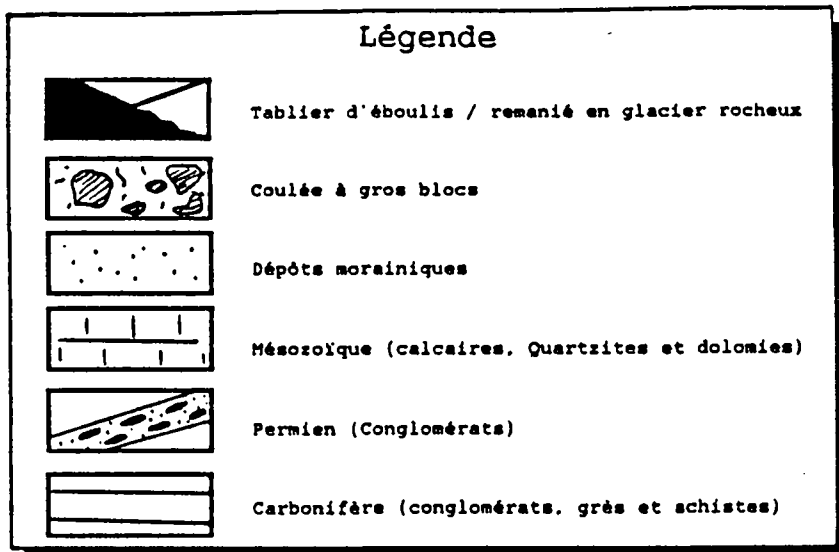 Légende
Tablier d'éboulis / remanié en glacier rocheux
Coulée à gros blocs
Dépôts morainiques
Mésozoïque (calcaires, Quartzites et dolomies)
Permien (Conglomérats)
Carbonifère (conglomérats, grès et schistes)